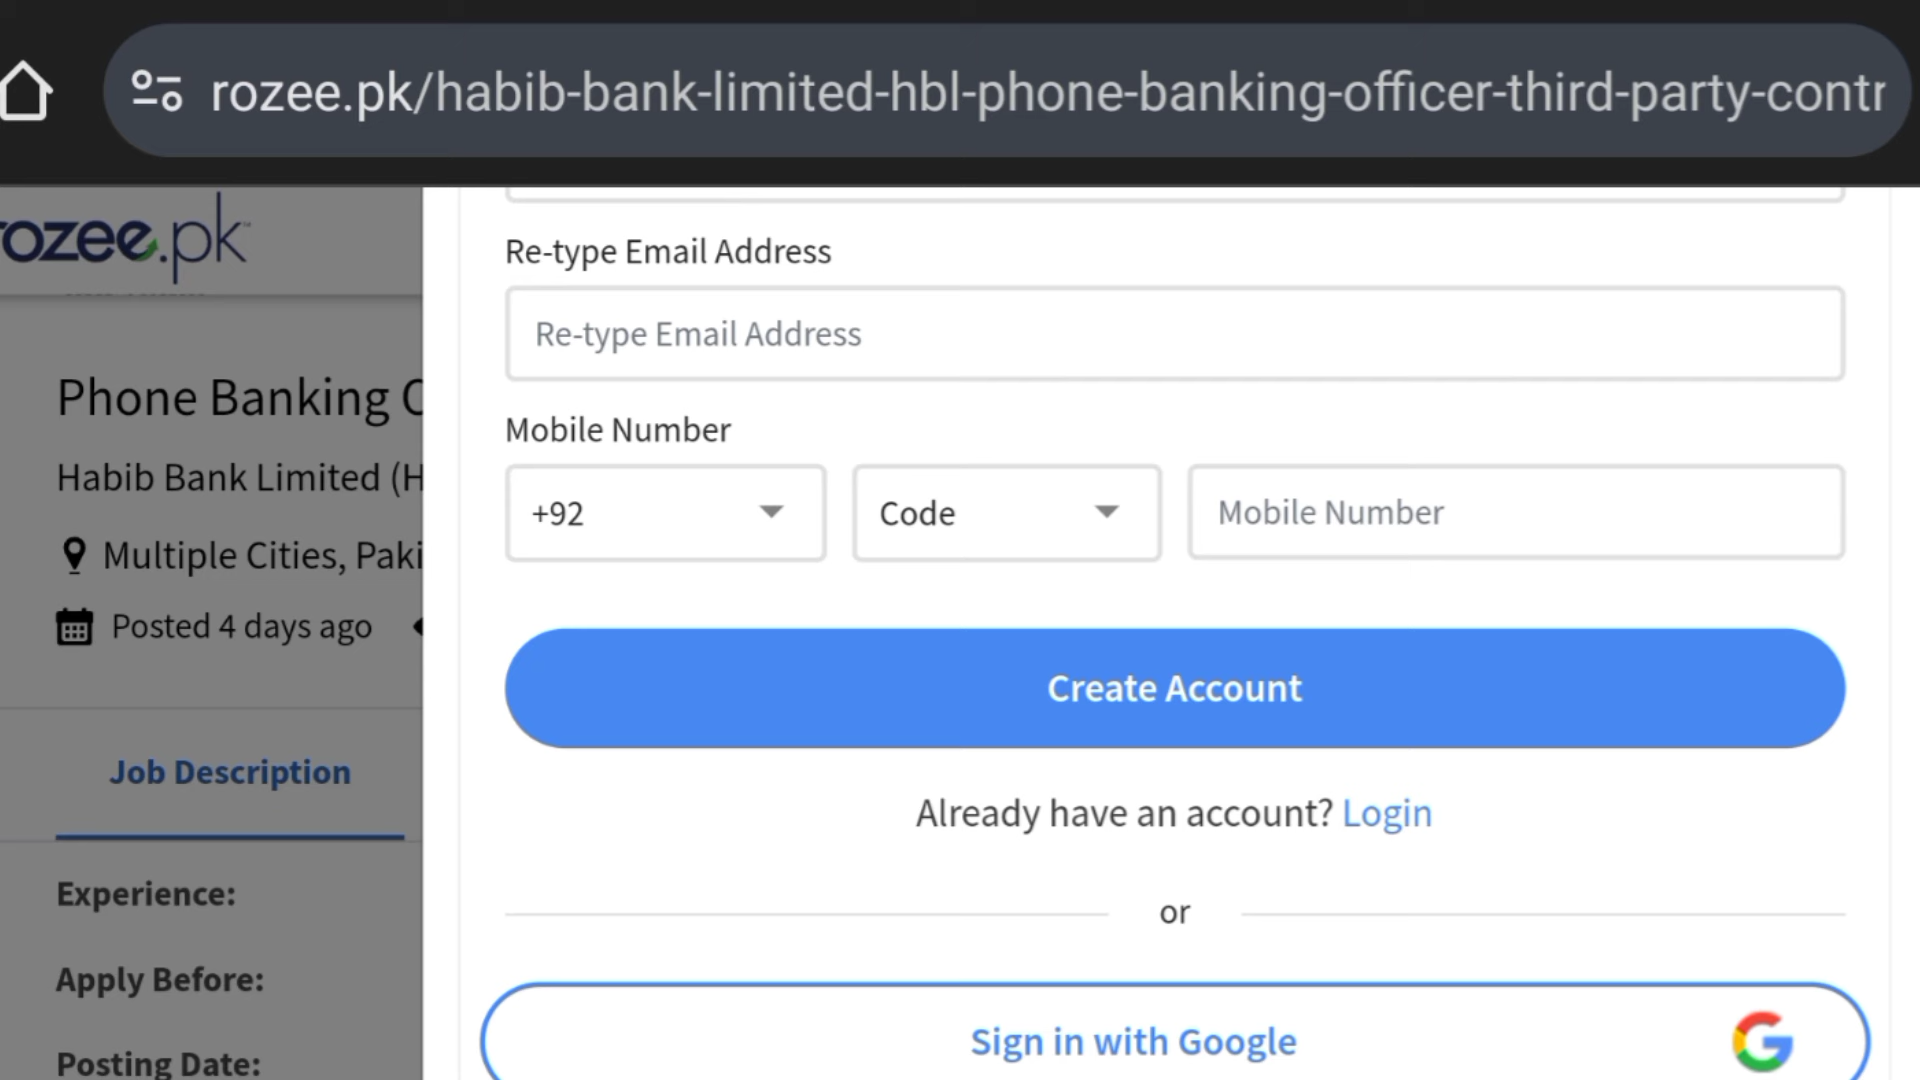 rozee.pk/habib-bank-limited-hbl-phone-banking-officer-third-party-contr
rozee.pk
Re-type Email Address
Re-type Email Address
Phone Banking
Mobile Number
Habib Bank Limited (H
+92 Code Mobile Number
Multiple Cities, Paki
Posted 4 days ago
Create Account
Job Description
Already have an account? Login
Experience:
or
Apply Before:
Sign in with Google
Posting Date: